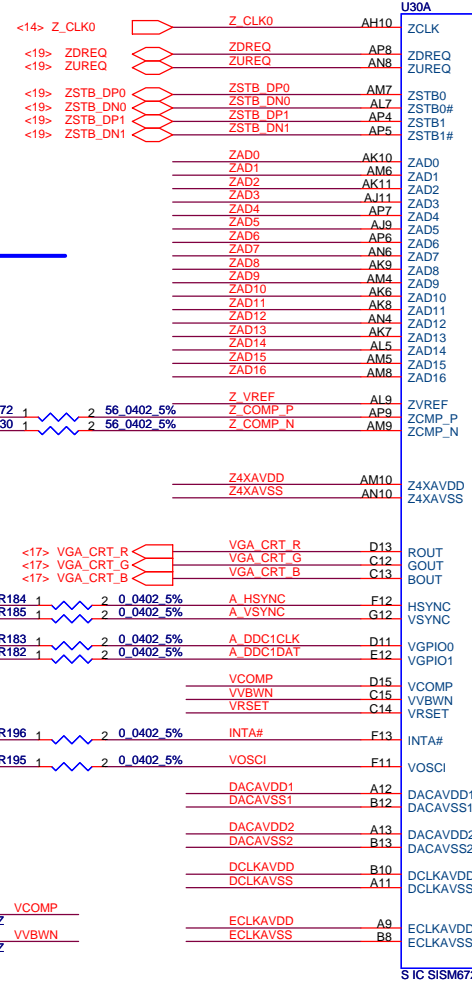 U30A
<14> Z_CLK0 Z_CLK0 AH10 ZCLK
<19> ZDREQ ZDREQ AP8 ZDREQ
<19> ZUREQ ZUREQ AN8 ZUREQ
<19> ZSTB_DP0 ZSTB_DP0 AM7 ZSTB0
<19> ZSTB_DN0 ZSTB_DN0 AL7 ZSTB0#
<19> ZSTB_DP1 ZSTB_DP1 AP4 ZSTB1
<19> ZSTB_DN1 ZSTB_DN1 AP5 ZSTB1#
ZAD0 AK10 ZAD0
ZAD1 AM6 ZAD1
ZAD2 AK11 ZAD2
ZAD3 AJ11 ZAD3
ZAD4 AP7 ZAD4
ZAD5 AJ9 ZAD5
ZAD6 AP6 ZAD6
ZAD7 AN6 ZAD7
ZAD8 AK9 ZAD8
ZAD9 AM4 ZAD9
ZAD10 AK6 ZAD10
ZAD11 AK8 ZAD11
ZAD12 AN4 ZAD12
ZAD13 AK7 ZAD13
ZAD14 AL5 ZAD14
ZAD15 AM5 ZAD15
ZAD16 AM8 ZAD16
Z_VREF AL9 ZVREF
72 1 2 56_0402_5% Z_COMP_P AP9 ZCMP_P
30 1 2 56_0402_5% Z_COMP_N AM9 ZCMP_N
Z4XAVDD AM10 Z4XAVDD
Z4XAVSS AN10 Z4XAVSS
<17> VGA_CRT_R VGA_CRT_R D13 ROUT
<17> VGA_CRT_G VGA_CRT_G C12 GOUT
<17> VGA_CRT_B VGA_CRT_B C13 BOUT
R184 1 2 0_0402_5% A_HSYNC F12 HSYNC
R185 1 2 0_0402_5% A_VSYNC G12 VSYNC
R183 1 2 0_0402_5% A_DDC1CLK D11 VGPIO0
R182 1 2 0_0402_5% A_DDC1DAT E12 VGPIO1
VCOMP D15 VCOMP
VVBWN C15 VVBWN
VRSET C14 VRSET
R196 1 2 0_0402_5% INTA# F13 INTA#
R195 1 2 0_0402_5% VOSCI F11 VOSCI
DACAVDD1 A12 DACAVDD1
DACAVSS1 B12 DACAVSS1
DACAVDD2 A13 DACAVDD2
DACAVSS2 B13 DACAVSS2
DCLKAVDD B10 DCLKAVDD
DCLKAVSS A11 DCLKAVSS
VCOMP
Z
VVBWN
Z
ECLKAVDD A9 ECLKAVDD
ECLKAVSS B8 ECLKAVSS
S IC SISM672